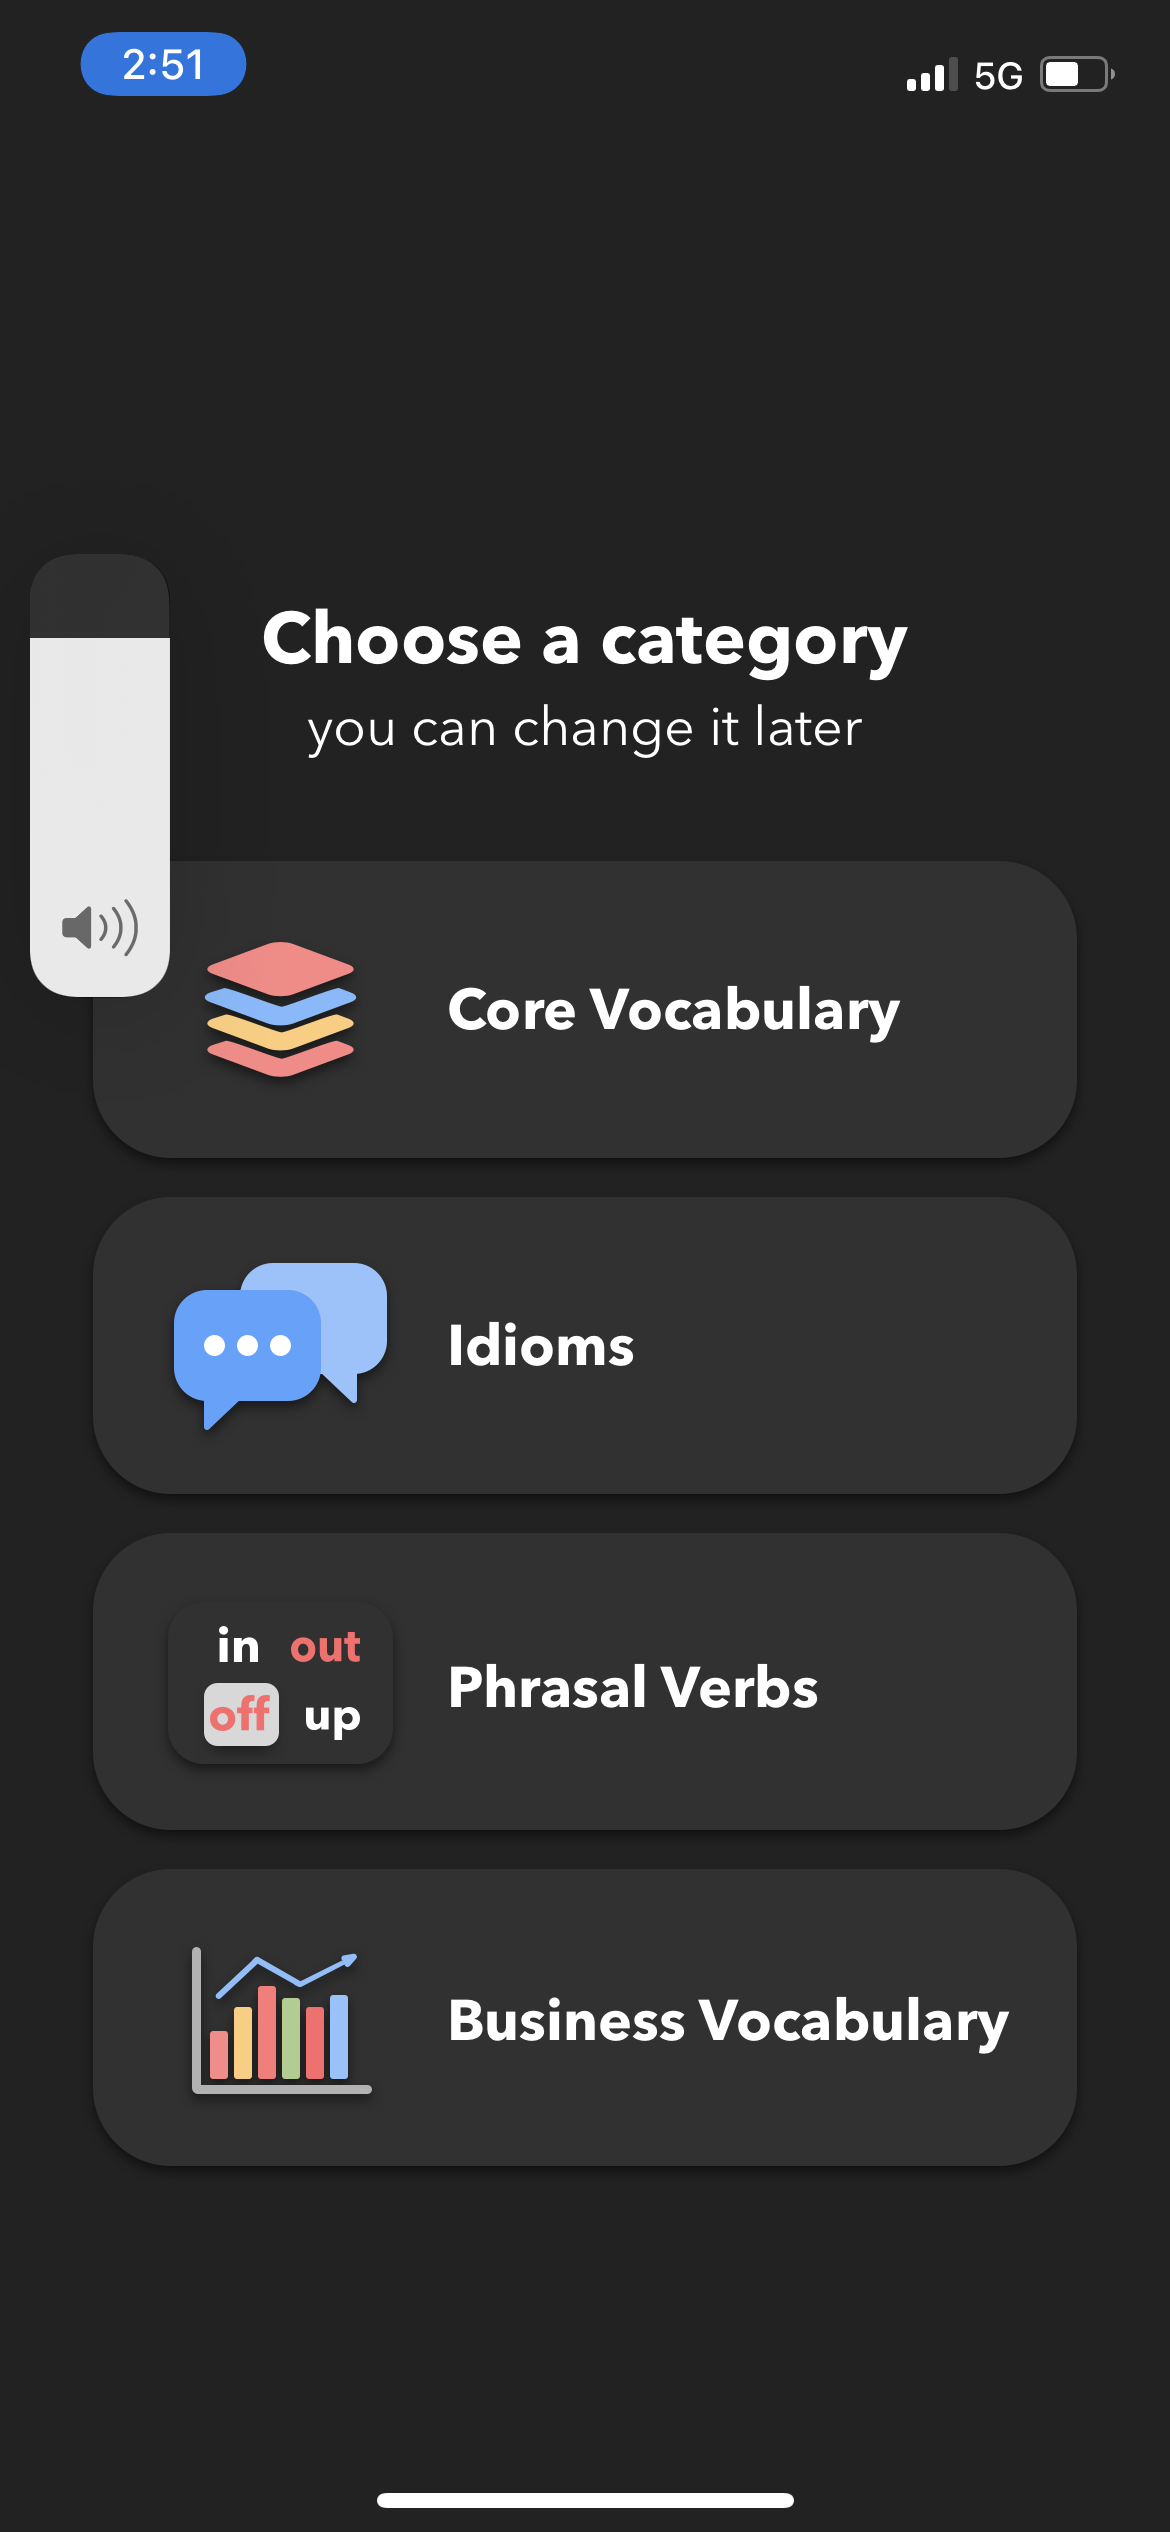 2:51
5G
Choose a category
you can change it later
Core Vocabulary
Idioms
in out
off up
Phrasal Verbs
Business Vocabulary